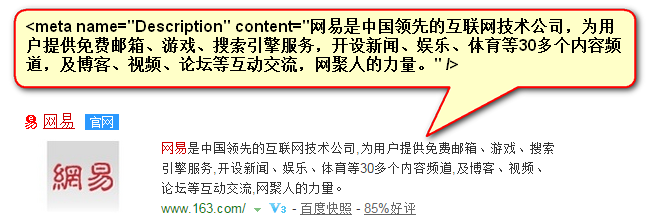 <meta name="Description" content="网易是中国领先的互联网技术公司，为用
户提供免费邮箱、游戏、搜索引擎服务，开设新闻、娱乐、体育等30多个内容频
道，及博客、视频、论坛等互动交流，网聚人的力量。" />
网易 官网
網易
网易是中国领先的互联网技术公司,为用户提供免费邮箱、游戏、搜索
引擎服务,开设新闻、娱乐、体育等30多个内容频道,及博客、视频、
论坛等互动交流,网聚人的力量。
www.163.com/ V3 - 百度快照 - 85%好评